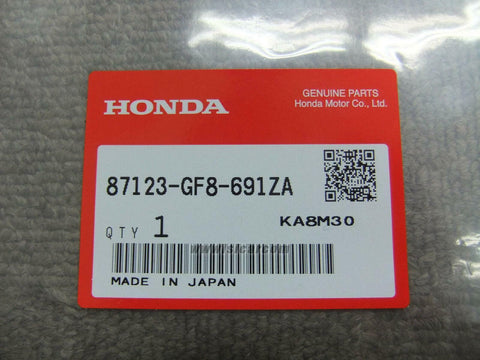 GENUINE PARTS
HONDA
Honda Motor Co., Ltd.
87123-GF8-691ZA
QTY 1
KA8M30
MADE IN JAPAN